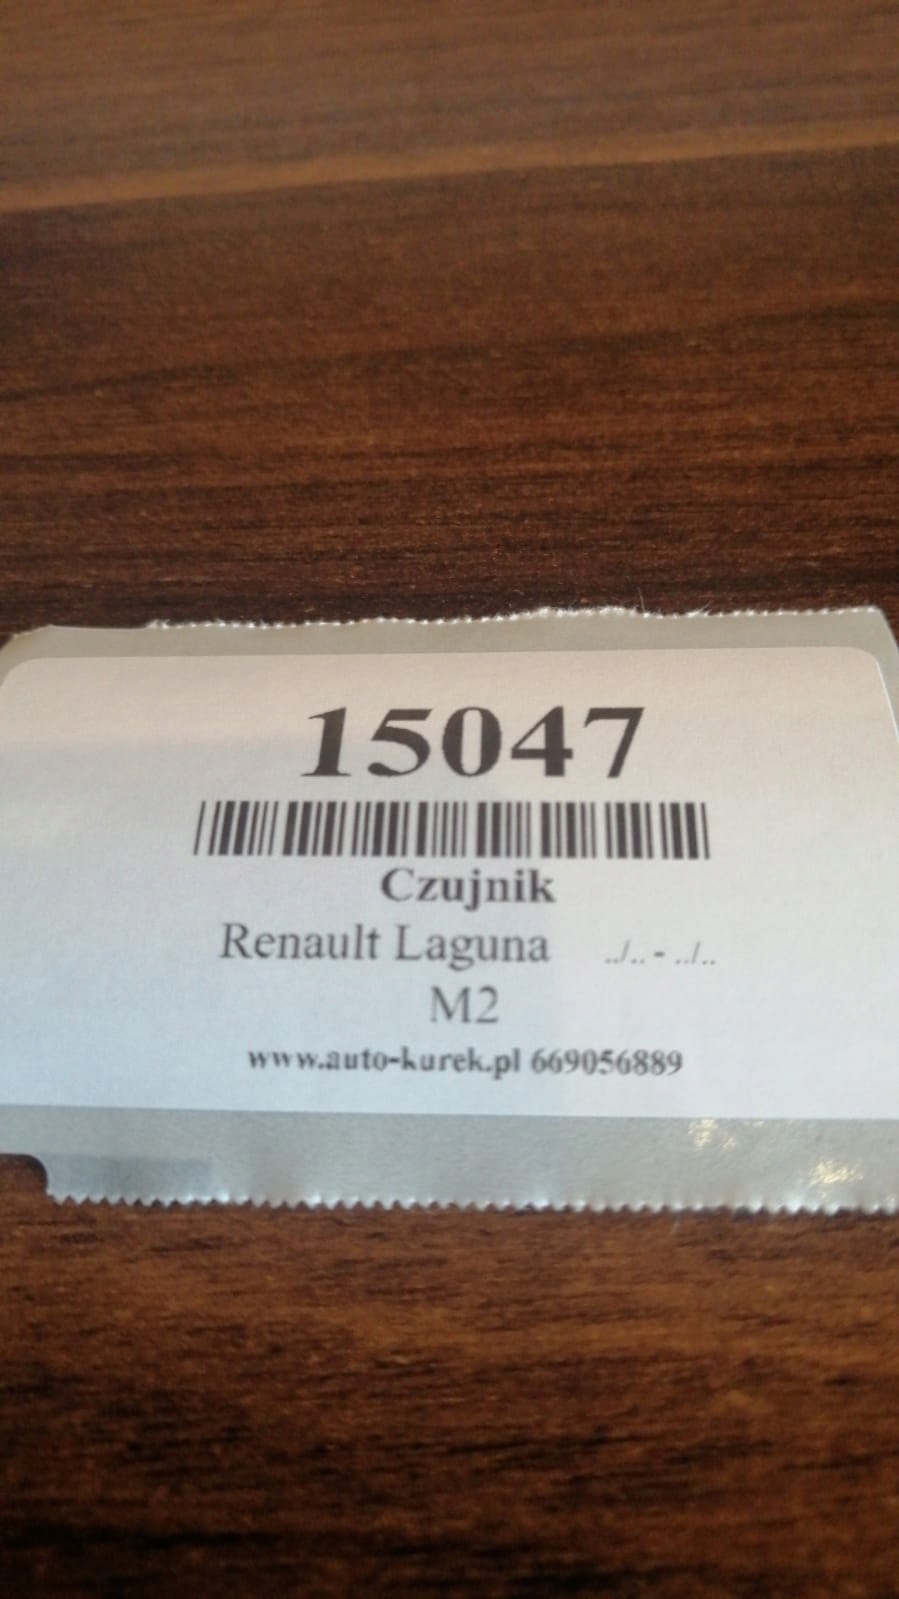 15047
Czujnik
Renault Laguna ../.. - ../..
M2
www.auto-kurek.pl 669056889